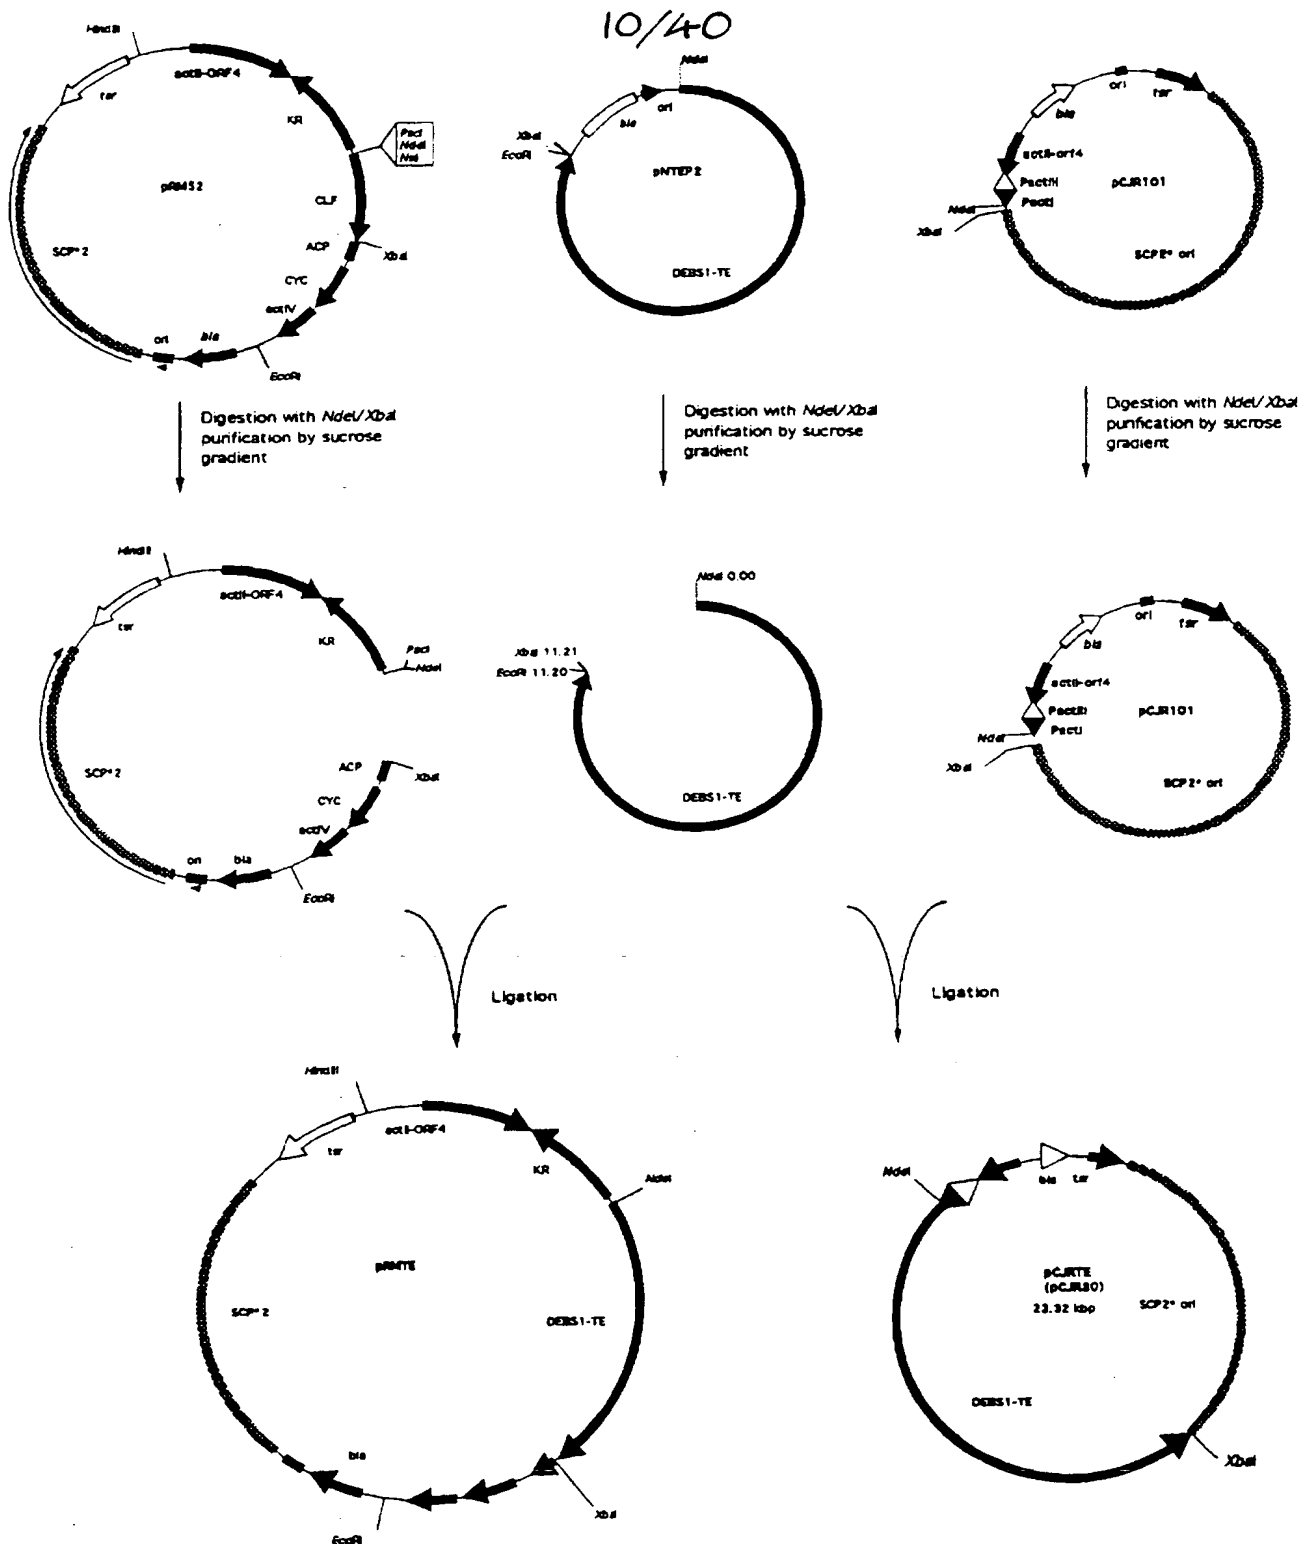 10/40
HindIII
actII-ORF4
tsr
KR
PacI
NdeI
pRM52
CLF
ACP
XbaI
SCP*2
CYC
actIV
ori
bla
EcoRI
NdeI
ori
bla
XbaI
EcoRI
pNTEP2
DEBS1-TE
ori
tsr
bla
actII-orf4
PactIII
pCJR101
PactI
NdeI
XbaI
SCP2* ori
Digestion with NdeI/XbaI
purification by sucrose
gradient
Digestion with NdeI/XbaI
purification by sucrose
gradient
Digestion with NdeI/XbaI
purification by sucrose
gradient
HindIII
actII-ORF4
tsr
KR
PacI
NdeI
SCP*2
ACP
XbaI
CYC
actIV
ori
bla
EcoRI
NdeI 0.00
XbaI 11.21
EcoRI 11.20
DEBS1-TE
ori
tsr
bla
actII-orf4
PactIII
pCJR101
PactI
NdeI
XbaI
SCP2* ori
Ligation
Ligation
HindIII
actII-ORF4
tsr
KR
NdeI
pRMTE
SCP*2
DEBS1-TE
bla
XbaI
EcoRI
NdeI
bla
tsr
pCJRTE
(pCJR30)
23.32 kbp
SCP2* ori
DEBS1-TE
XbaI